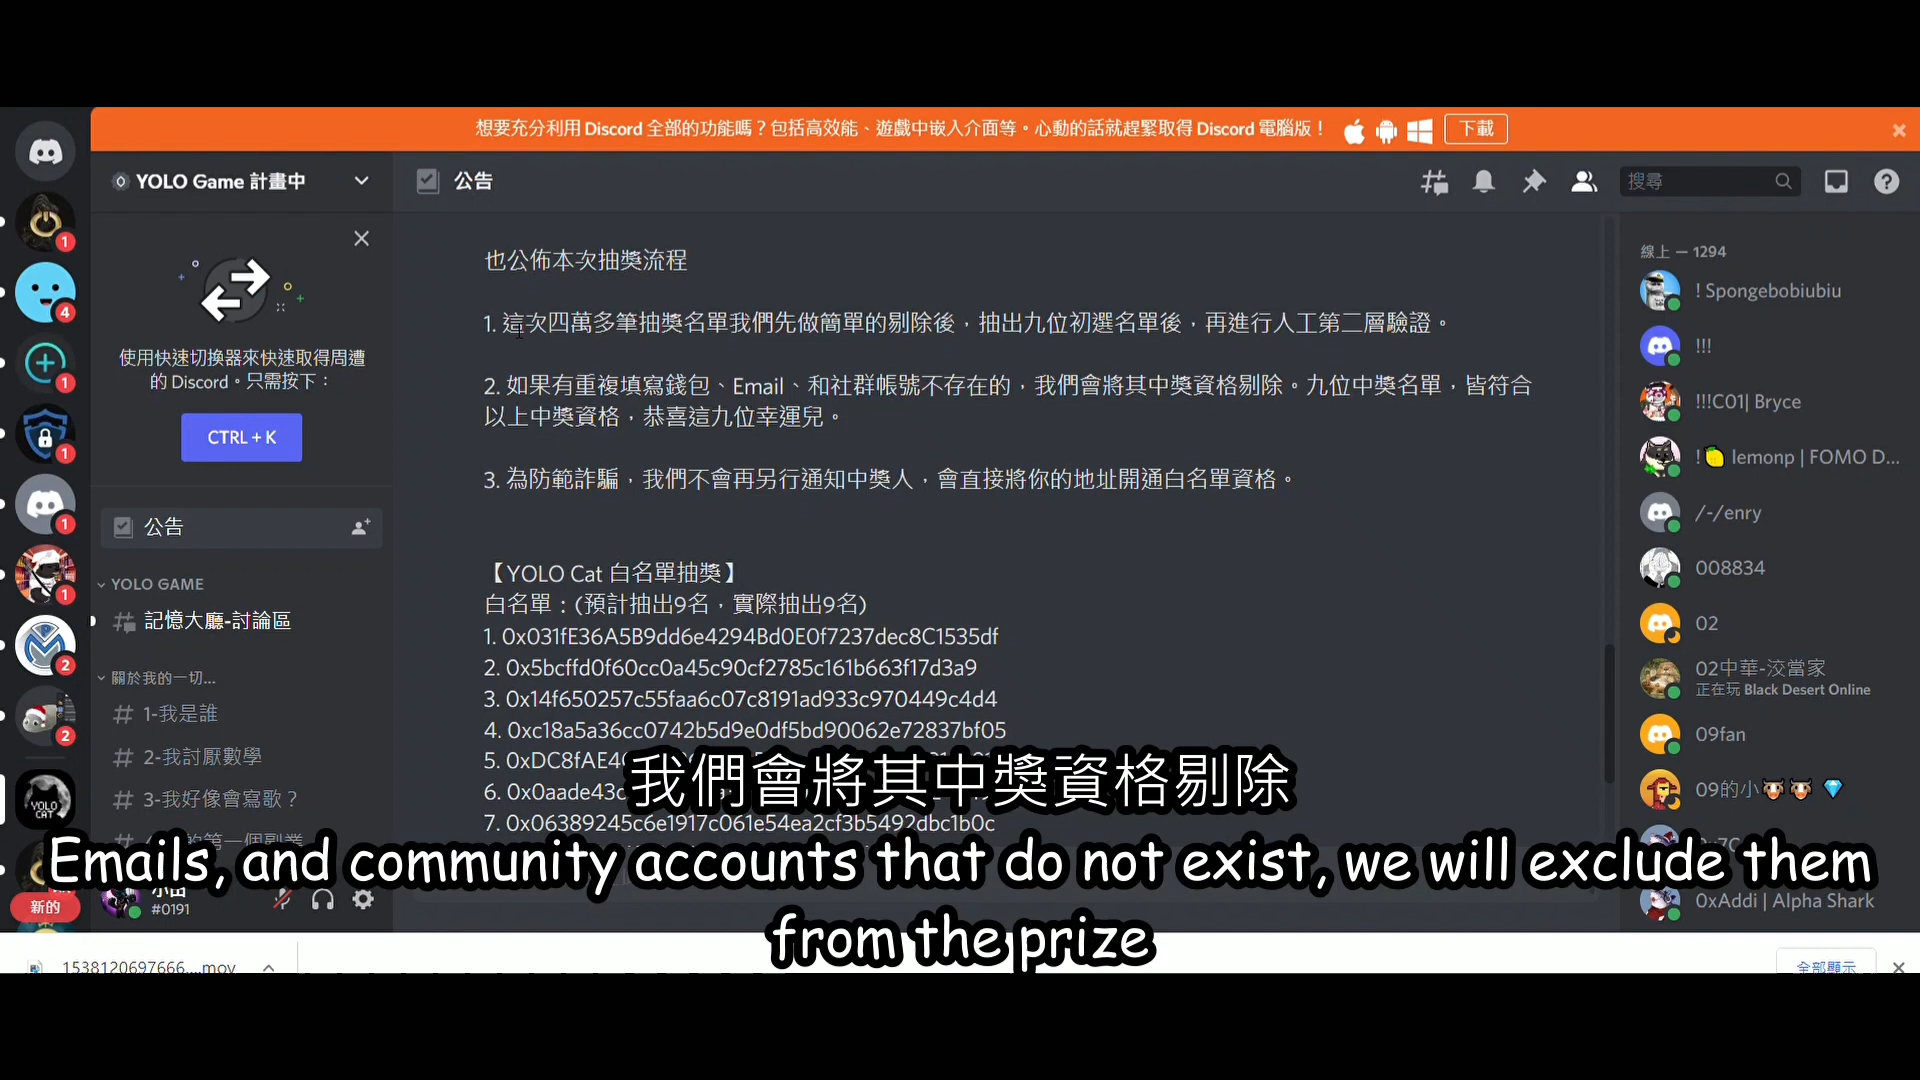 想要充分利用 Discord 全部的功能嗎？包括高效能、遊戲中嵌入介面等。心動的話就趕緊取得 Discord 電腦版！
下載
YOLO Game 計畫中
公告
搜尋
使用快速切換器來快速取得周遭
的 Discord。只需按下：
CTRL + K
公告
YOLO GAME
記憶大廳-討論區
關於我的一切...
1-我是誰
2-我討厭數學
3-我好像會寫歌？
也公佈本次抽獎流程
1. 這次四萬多筆抽獎名單我們先做簡單的剔除後，抽出九位初選名單後，再進行人工第二層驗證。
2. 如果有重複填寫錢包、Email、和社群帳號不存在的，我們會將其中獎資格剔除。九位中獎名單，皆符合
以上中獎資格，恭喜這九位幸運兒。
3. 為防範詐騙，我們不會再另行通知中獎人，會直接將你的地址開通白名單資格。
【YOLO Cat 白名單抽獎】
白名單：(預計抽出9名，實際抽出9名)
1. 0x031fE36A5B9dd6e4294Bd0E0f7237dec8C1535df
2. 0x5bcffd0f60cc0a45c90cf2785c161b663f17d3a9
3. 0x14f650257c55faa6c07c8191ad933c970449c4d4
4. 0xc18a5a36cc0742b5d9e0df5bd90062e72837bf05
5.
6.
7. 0x06389245c6e1917c061e54ea2cf3b5492dbc1b0c
線上 — 1294
! Spongebobiubiu
!!!
!!!C01| Bryce
!🍋 lemonp | FOMO D...
/-/enry
008834
02
02中華-洨當家
正在玩 Black Desert Online
09fan
09的小
0xAddi | Alpha Shark
YOLO
CAT
新的
#0191
我們會將其中獎資格剔除
Emails, and community accounts that do not exist, we will exclude them
from the prize
1538120697666....mov
全部顯示